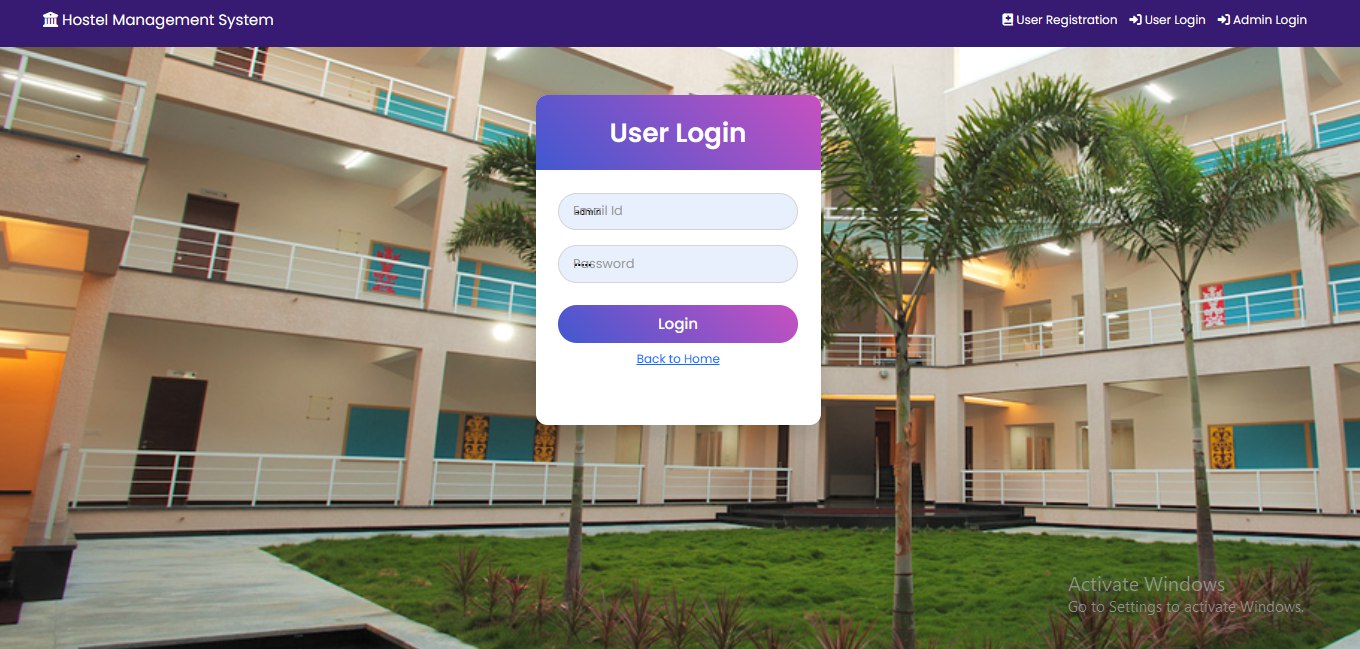 Hostel Management System
User Registration
User Login
Admin Login
User Login
Email Id
admin
Password
Login
Back to Home
Activate Windows
Go to Settings to activate Windows.